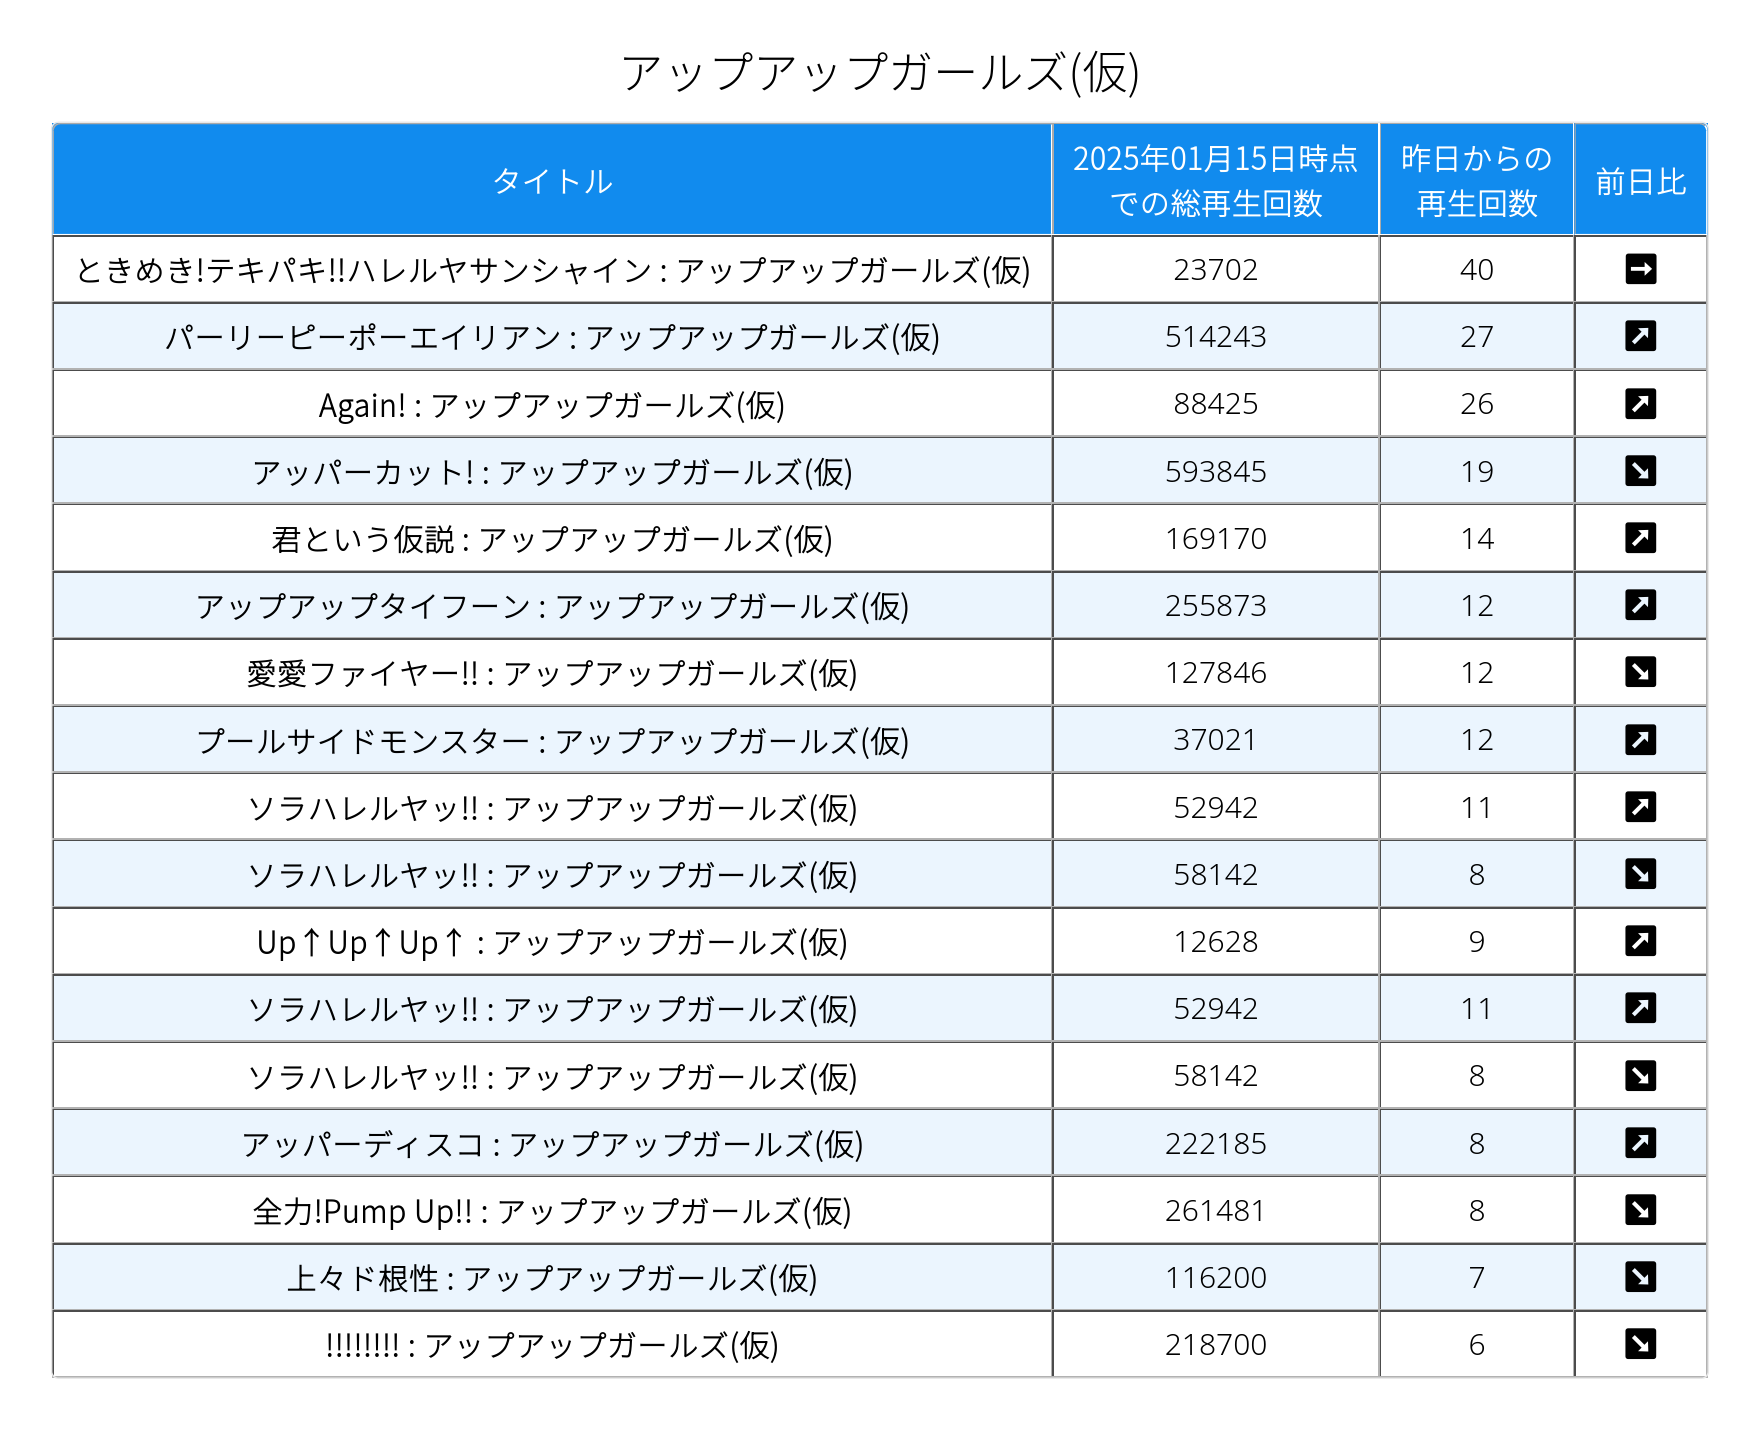 アップアップガールズ(仮)
タイトル 2025年01月15日時点での総再生回数 昨日からの再生回数 前日比
ときめき!テキパキ!!ハレルヤサンシャイン : アップアップガールズ(仮) 23702 40 ➡
パーリーピーポーエイリアン : アップアップガールズ(仮) 514243 27 ↗
Again! : アップアップガールズ(仮) 88425 26 ↗
アッパーカット! : アップアップガールズ(仮) 593845 19 ↘
君という仮説 : アップアップガールズ(仮) 169170 14 ↗
アップアップタイフーン : アップアップガールズ(仮) 255873 12 ↗
愛愛ファイヤー!! : アップアップガールズ(仮) 127846 12 ↘
プールサイドモンスター : アップアップガールズ(仮) 37021 12 ↗
ソラハレルヤッ!! : アップアップガールズ(仮) 52942 11 ↗
ソラハレルヤッ!! : アップアップガールズ(仮) 58142 8 ↘
Up↑Up↑Up↑ : アップアップガールズ(仮) 12628 9 ↗
ソラハレルヤッ!! : アップアップガールズ(仮) 52942 11 ↗
ソラハレルヤッ!! : アップアップガールズ(仮) 58142 8 ↘
アッパーディスコ : アップアップガールズ(仮) 222185 8 ↗
全力!Pump Up!! : アップアップガールズ(仮) 261481 8 ↘
上々ド根性 : アップアップガールズ(仮) 116200 7 ↘
!!!!!!!! : アップアップガールズ(仮) 218700 6 ↘